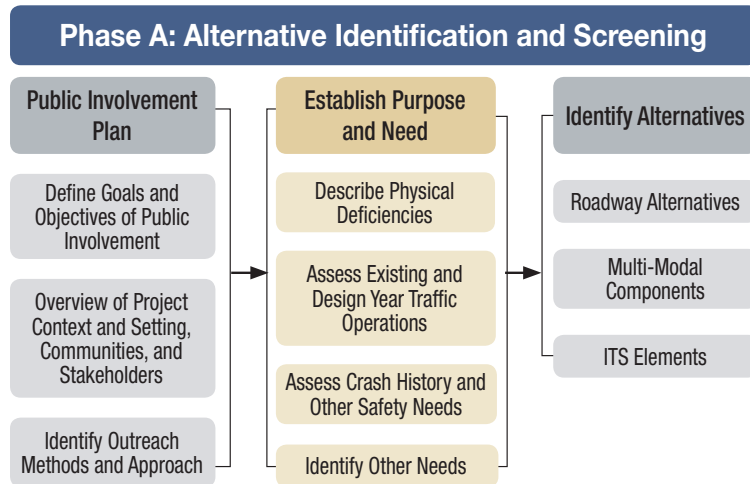 Phase A: Alternative Identification and Screening
Public Involvement
Plan
Define Goals and
Objectives of Public
Involvement
Overview of Project
Context and Setting,
Communities, and
Stakeholders
Identify Outreach
Methods and Approach
Establish Purpose
and Need
Describe Physical
Deficiencies
Assess Existing and
Design Year Traffic
Operations
Assess Crash History and
Other Safety Needs
Identify Other Needs
Identify Alternatives
Roadway Alternatives
Multi-Modal
Components
ITS Elements